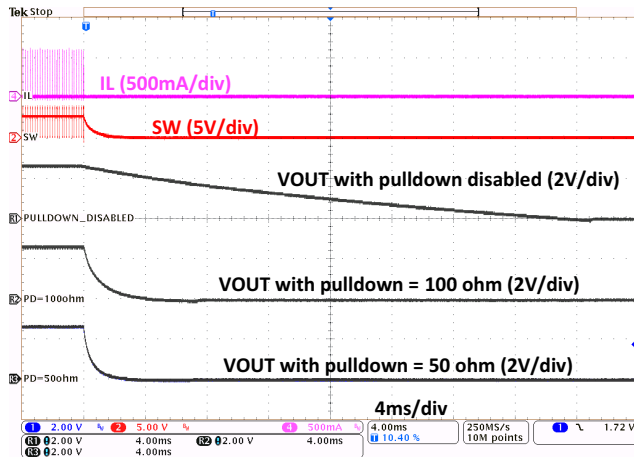 Tek Stop
T
T
IL (500mA/div)
4 IL
SW (5V/div)
2 SW
VOUT with pulldown disabled (2V/div)
R1 PULLDOWN_DISABLED
VOUT with pulldown = 100 ohm (2V/div)
R2 PD=100ohm
VOUT with pulldown = 50 ohm (2V/div)
R3 PD=50ohm
4ms/div
1 2.00 V 2 5.00 V 4 500mA 4.00ms 250MS/s 1 1.72 V
T 10.40 % 10M points
R1 2.00 V 4.00ms R2 2.00 V 4.00ms
R3 2.00 V 4.00ms